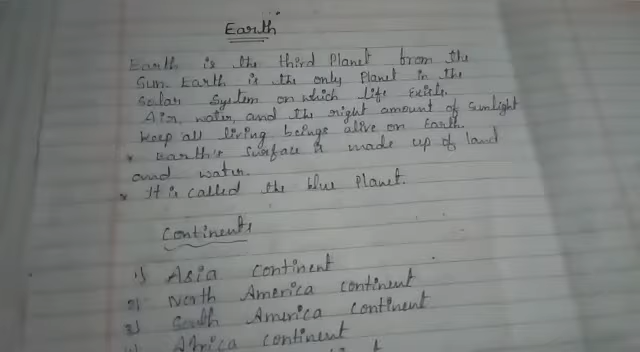 Earth
Earth is the third Planet from the
Sun. Earth is the only Planet in the
Solar System on which life exists.
Air, water, and the right amount of Sunlight
keep all living beings alive on Earth.
* Earth's Surface is made up of land
and water.
* It is called the blue Planet.
Continents
1) Asia Continent
2) North America continent
3) South America Continent
4) Africa continent